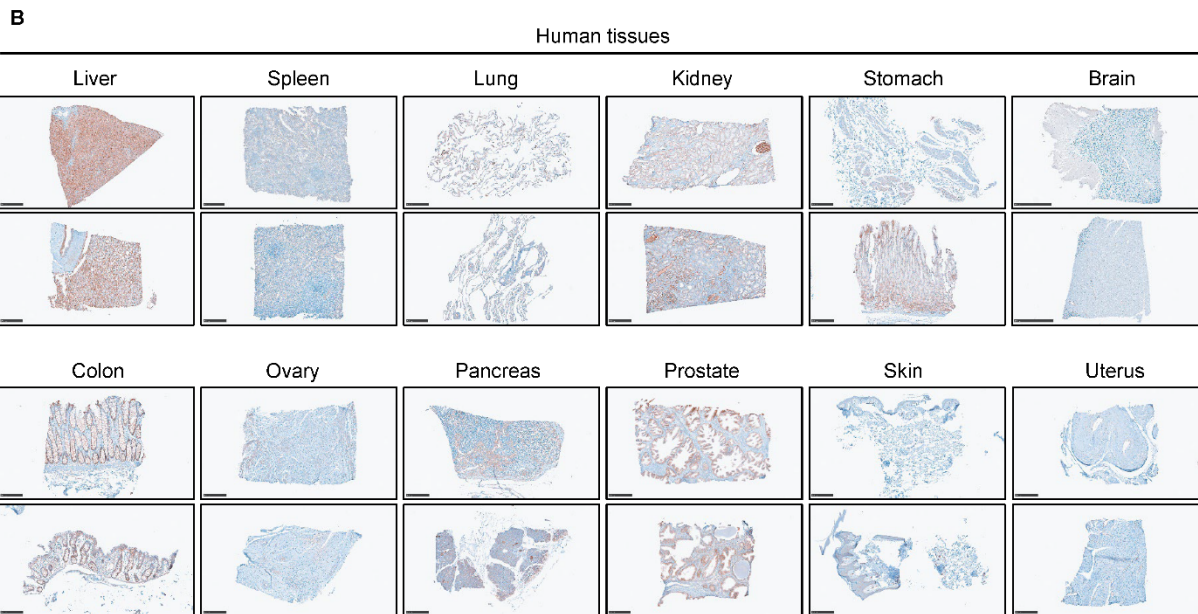 B
Human tissues
Liver Spleen Lung Kidney Stomach Brain
Colon Ovary Pancreas Prostate Skin Uterus